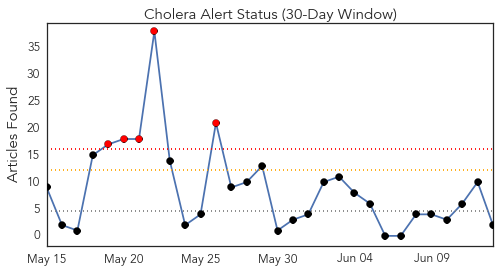 Cholera Alert Status (30-Day Window)
Articles Found
35
30
25
20
15
10
5
0
May 15
May 20
May 25
May 30
Jun 04
Jun 09